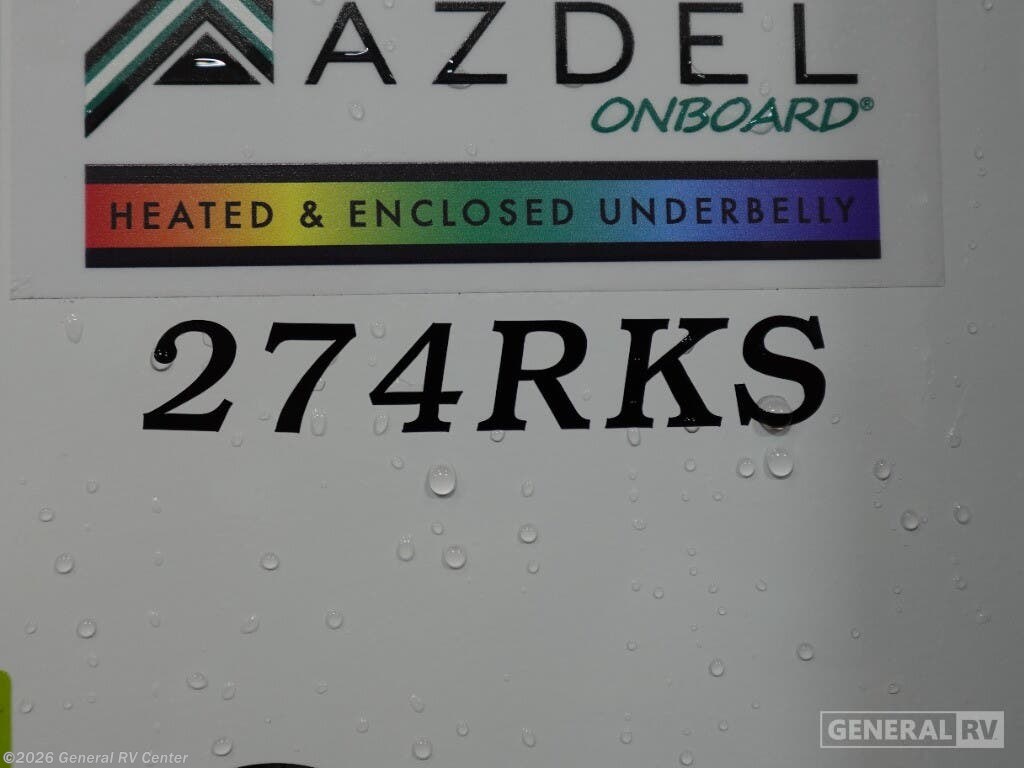 AZDEL
ONBOARD®
HEATED & ENCLOSED UNDERBELLY
274RKS
GENERAL RV
©2026 General RV Center